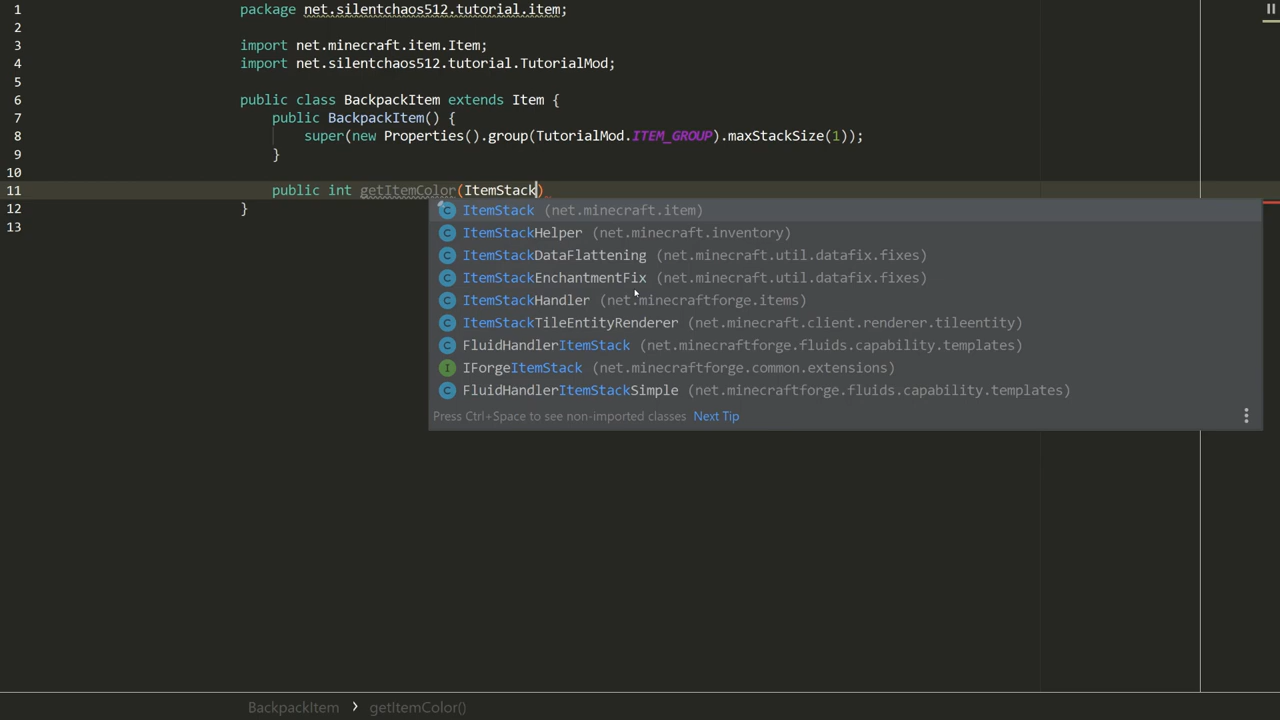 1 package net.silentchaos512.tutorial.item;
2
3 import net.minecraft.item.Item;
4 import net.silentchaos512.tutorial.TutorialMod;
5
6 public class BackpackItem extends Item {
7 public BackpackItem() {
8 super(new Properties().group(TutorialMod.ITEM_GROUP).maxStackSize(1));
9 }
10
11 public int getItemColor(ItemStack)
12 }
13
ItemStack (net.minecraft.item)
ItemStackHelper (net.minecraft.inventory)
ItemStackDataFlattening (net.minecraft.util.datafix.fixes)
ItemStackEnchantmentFix (net.minecraft.util.datafix.fixes)
ItemStackHandler (net.minecraftforge.items)
ItemStackTileEntityRenderer (net.minecraft.client.renderer.tileentity)
FluidHandlerItemStack (net.minecraftforge.fluids.capability.templates)
IForgeItemStack (net.minecraftforge.common.extensions)
FluidHandlerItemStackSimple (net.minecraftforge.fluids.capability.templates)
Press Ctrl+Space to see non-imported classes Next Tip
BackpackItem > getItemColor()